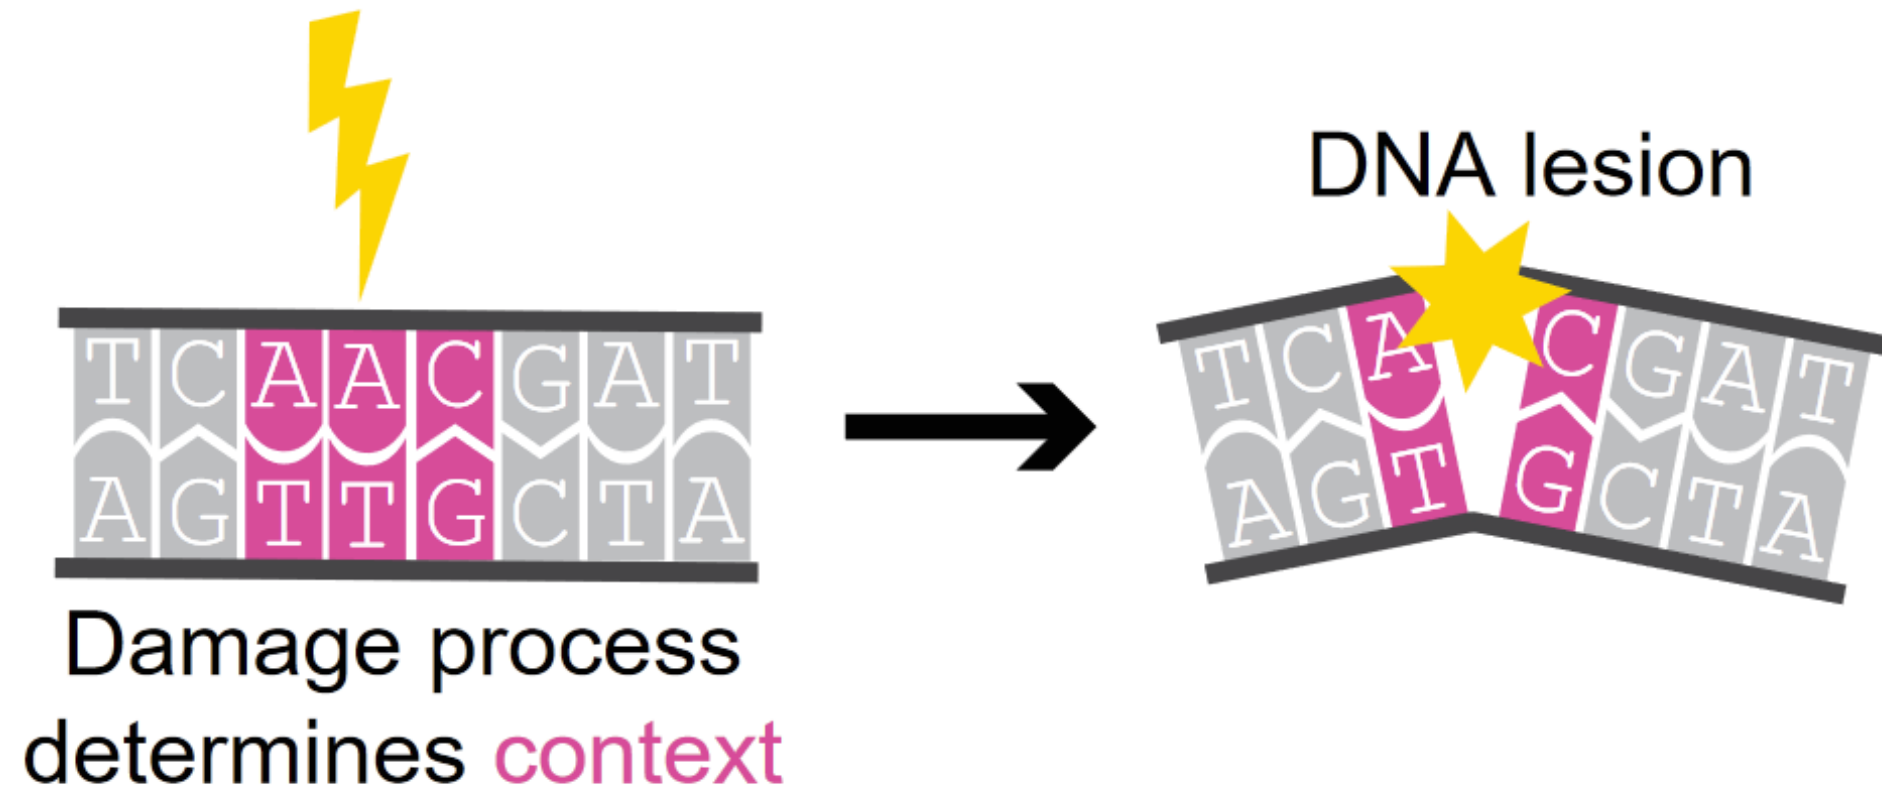 DNA lesion
TCAACGAT
AGTTGCTA
TCA CGAT
AGT GCTA
Damage process
determines context